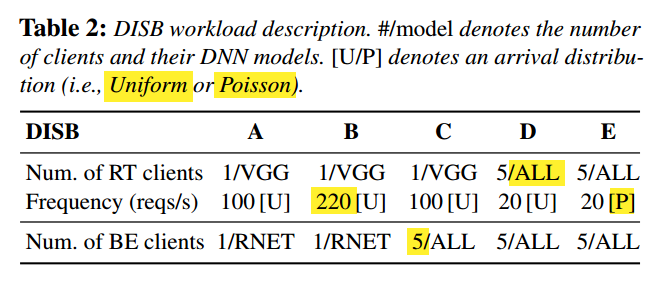 Table 2: DISB workload description. #/model denotes the number
of clients and their DNN models. [U/P] denotes an arrival distribu-
tion (i.e., Uniform or Poisson).
DISB A B C D E
Num. of RT clients 1/VGG 1/VGG 1/VGG 5/ALL 5/ALL
Frequency (reqs/s) 100 [U] 220 [U] 100 [U] 20 [U] 20 [P]
Num. of BE clients 1/RNET 1/RNET 5/ALL 5/ALL 5/ALL